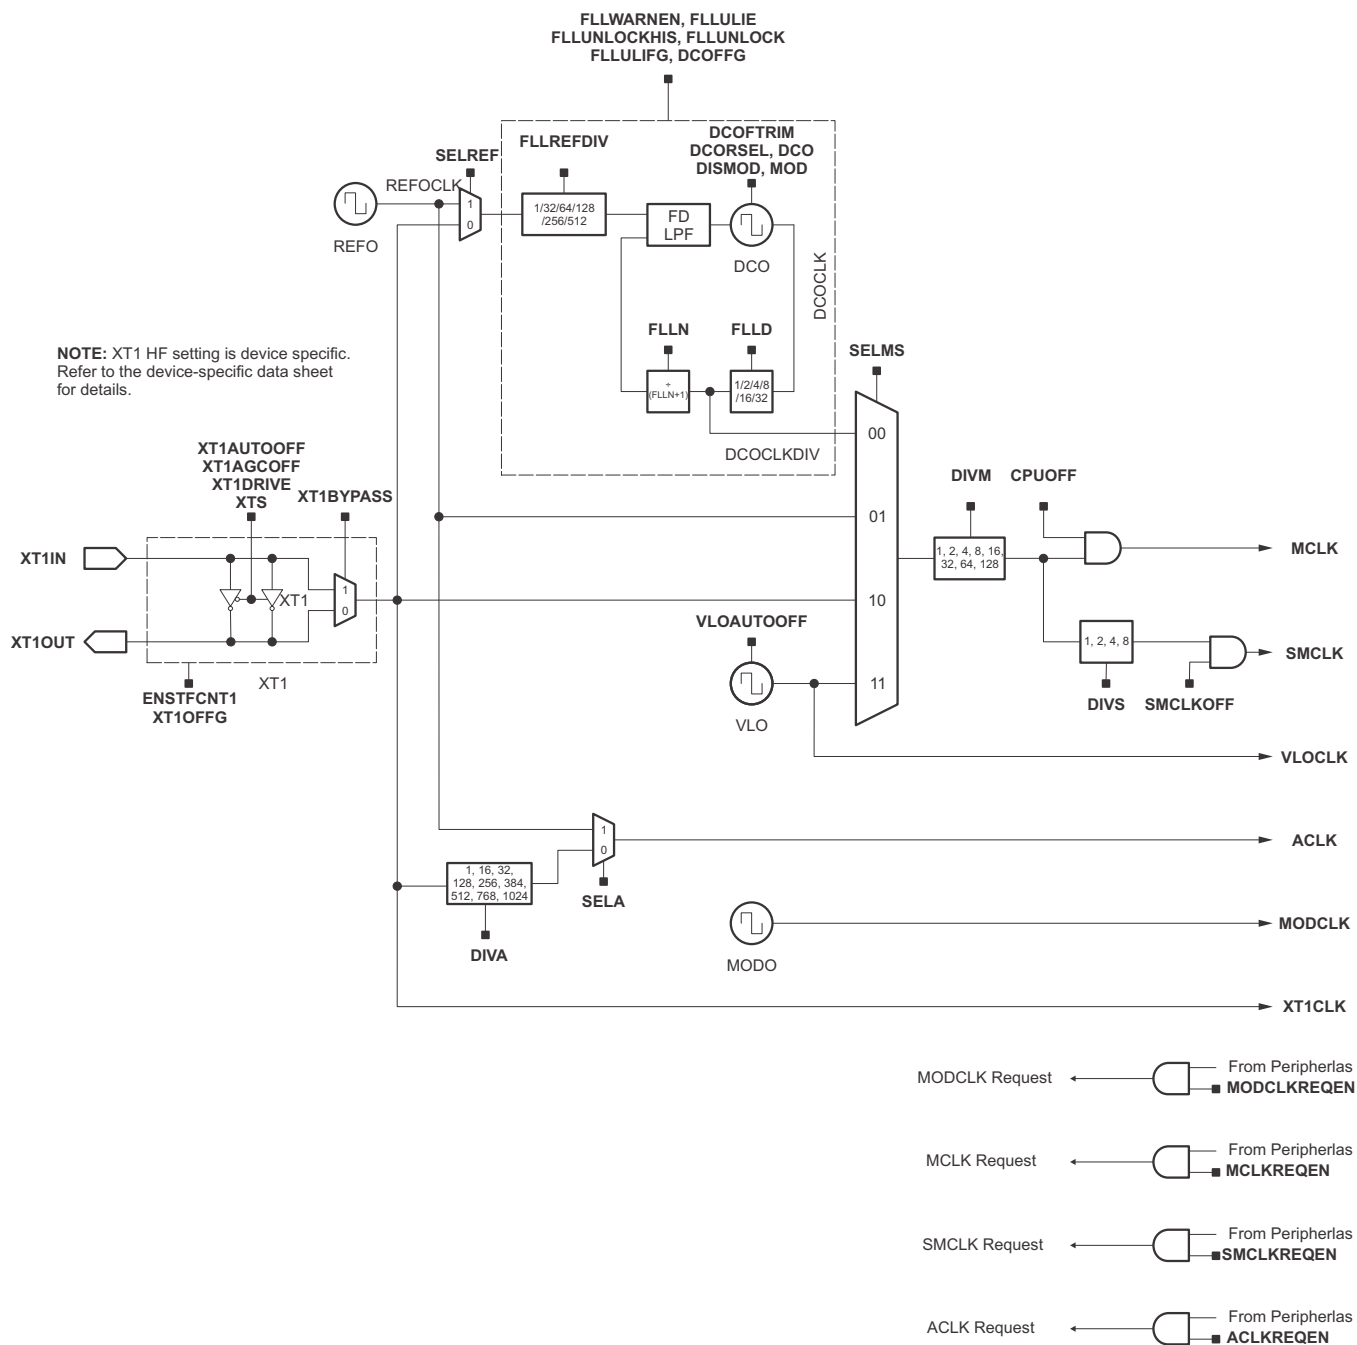 FLLWARNEN, FLLULIE
FLLUNLOCKHIS, FLLUNLOCK
FLLULIFG, DCOFFG
FLLREFDIV
DCOFTRIM
DCORSEL, DCO
DISMOD, MOD
SELREF
REFOCLK
1
0
1/32/64/128
/256/512
FD
LPF
REFO
DCO
DCOCLK
FLLN
FLLD
÷
(FLLN+1)
1/2/4/8
/16/32
DCOCLKDIV
SELMS
00
01
10
11
NOTE: XT1 HF setting is device specific.
Refer to the device-specific data sheet
for details.
XT1AUTOOFF
XT1AGCOFF
XT1DRIVE
XTS
XT1BYPASS
XT1IN
XT1OUT
XT1
1
0
ENSTFCNT1
XT1OFFG
XT1
DIVM
CPUOFF
1, 2, 4, 8, 16,
32, 64, 128
MCLK
VLOAUTOOFF
VLO
1, 2, 4, 8
DIVS
SMCLKOFF
SMCLK
VLOCLK
1
0
SELA
ACLK
1, 16, 32,
128, 256, 384,
512, 768, 1024
DIVA
MODO
MODCLK
XT1CLK
MODCLK Request
From Peripherlas
MODCLKREQEN
MCLK Request
From Peripherlas
MCLKREQEN
SMCLK Request
From Peripherlas
SMCLKREQEN
ACLK Request
From Peripherlas
ACLKREQEN